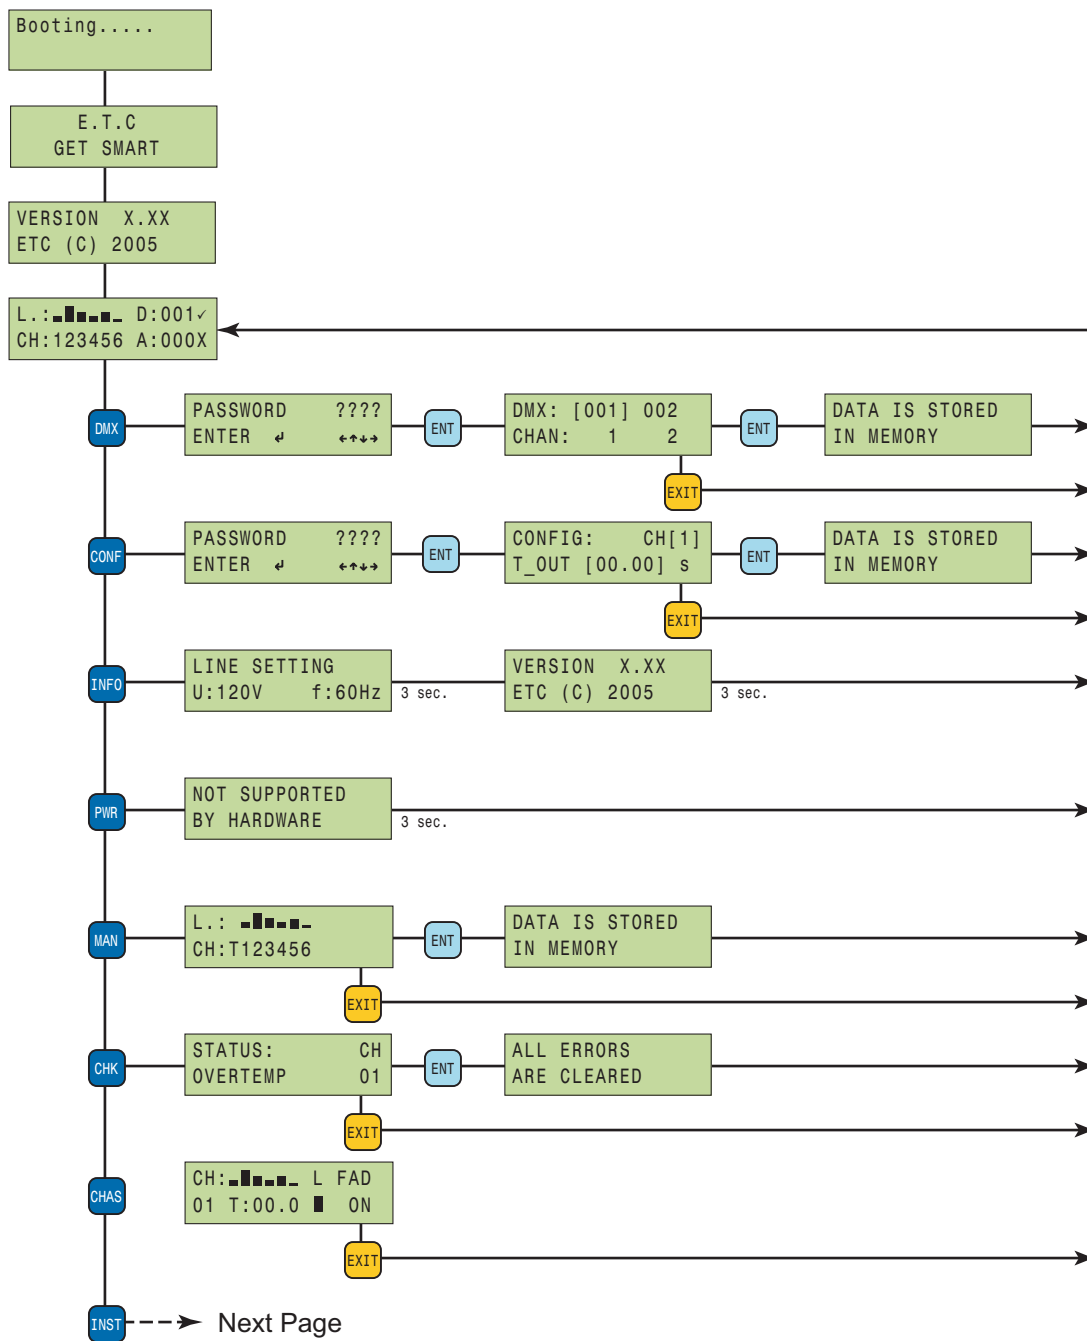 Booting.....
E.T.C
GET SMART
VERSION X.XX
ETC (C) 2005
L.: D:001✓
CH:123456 A:000X
DMX
PASSWORD ????
ENTER ↲ ←↑↓→
ENT
DMX: [001] 002
CHAN: 1 2
ENT
DATA IS STORED
IN MEMORY
EXIT
CONF
PASSWORD ????
ENTER ↲ ←↑↓→
ENT
CONFIG: CH[1]
T_OUT [00.00] s
ENT
DATA IS STORED
IN MEMORY
EXIT
INFO
LINE SETTING
U:120V f:60Hz
3 sec.
VERSION X.XX
ETC (C) 2005
3 sec.
PWR
NOT SUPPORTED
BY HARDWARE
3 sec.
MAN
L.:
CH:T123456
ENT
DATA IS STORED
IN MEMORY
EXIT
CHK
STATUS: CH
OVERTEMP 01
ENT
ALL ERRORS
ARE CLEARED
EXIT
CHAS
CH: L FAD
01 T:00.0 ON
EXIT
INST
Next Page